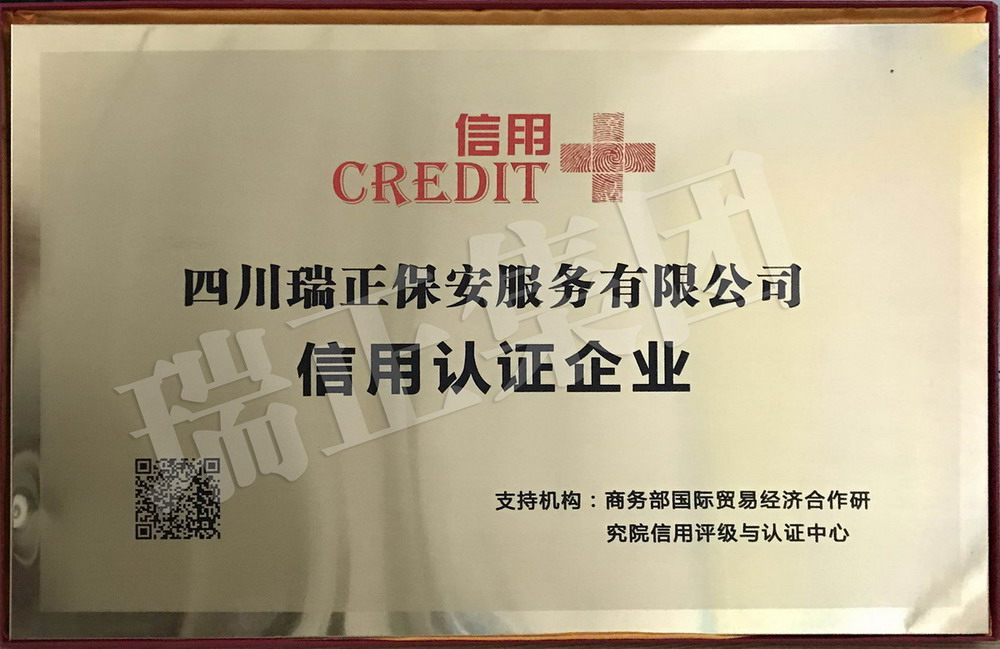 信用
CREDIT
四川瑞正保安服务有限公司
信用认证企业
瑞正集团
支持机构：商务部国际贸易经济合作研
究院信用评级与认证中心